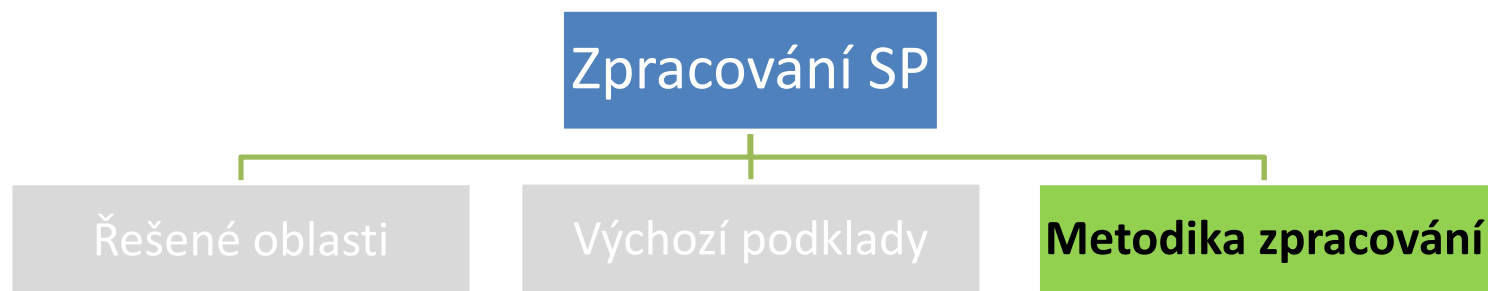 Zpracování SP
Řešené oblasti
Výchozí podklady
Metodika zpracování